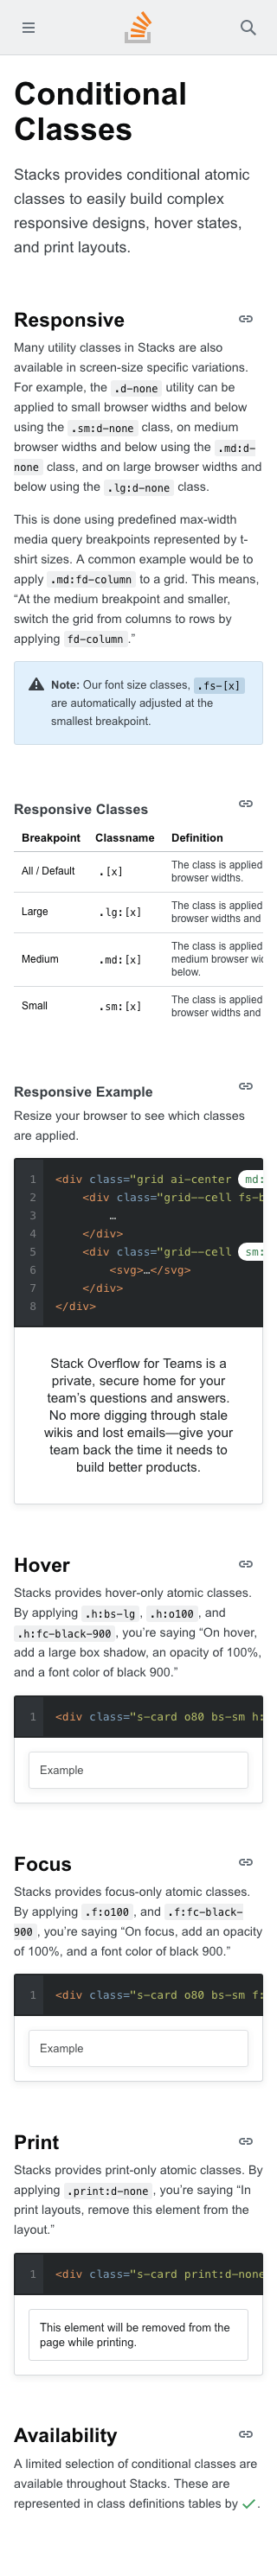 Conditional
Classes
Stacks provides conditional atomic
classes to easily build complex
responsive designs, hover states,
and print layouts.
Responsive
Many utility classes in Stacks are also
available in screen-size specific variations.
For example, the .d-none utility can be
applied to small browser widths and below
using the .sm:d-none class, on medium
browser widths and below using the .md:d-
none class, and on large browser widths and
below using the .lg:d-none class.
This is done using predefined max-width
media query breakpoints represented by t-
shirt sizes. A common example would be to
apply .md:fd-column to a grid. This means,
“At the medium breakpoint and smaller,
switch the grid from columns to rows by
applying fd-column.”
Note: Our font size classes, .fs-[x]
are automatically adjusted at the
smallest breakpoint.
Responsive Classes
Breakpoint Classname Definition
All / Default .[x] The class is applied
browser widths.
Large .lg:[x] The class is applied
browser widths and
Medium .md:[x] The class is applied
medium browser wi
below.
Small .sm:[x] The class is applied
browser widths and
Responsive Example
Resize your browser to see which classes
are applied.
1 <div class="grid ai-center md:
2 <div class="grid--cell fs-b
3 …
4 </div>
5 <div class="grid--cell sm:
6 <svg>…</svg>
7 </div>
8 </div>
Stack Overflow for Teams is a
private, secure home for your
team’s questions and answers.
No more digging through stale
wikis and lost emails—give your
team back the time it needs to
build better products.
Hover
Stacks provides hover-only atomic classes.
By applying .h:bs-lg, .h:o100, and
.h:fc-black-900, you’re saying “On hover,
add a large box shadow, an opacity of 100%,
and a font color of black 900.”
1 <div class="s-card o80 bs-sm h:
Example
Focus
Stacks provides focus-only atomic classes.
By applying .f:o100, and .f:fc-black-
900, you’re saying “On focus, add an opacity
of 100%, and a font color of black 900.”
1 <div class="s-card o80 bs-sm f:
Example
Print
Stacks provides print-only atomic classes. By
applying .print:d-none, you’re saying “In
print layouts, remove this element from the
layout.”
1 <div class="s-card print:d-none
This element will be removed from the
page while printing.
Availability
A limited selection of conditional classes are
available throughout Stacks. These are
represented in class definitions tables by ✓.